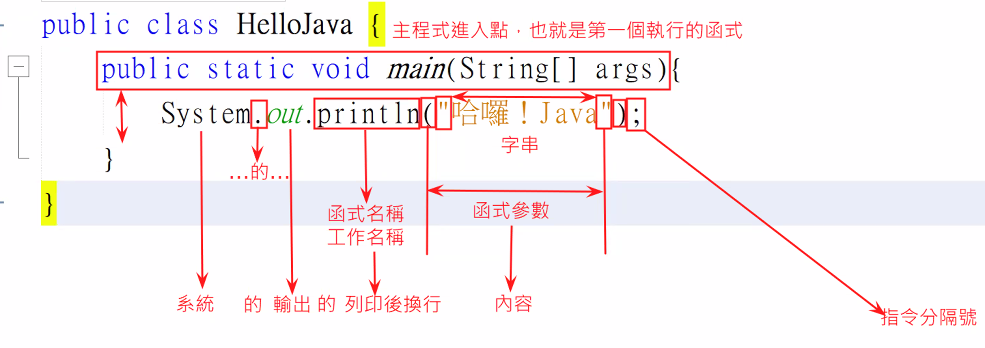 public class HelloJava { 主程式進入點，也就是第一個執行的函式
public static void main(String[] args){
System.out.println("哈囉！Java");
字串
}
...的...
}
函式名稱 函式參數
工作名稱
系統 的 輸出 的 列印後換行 內容
指令分隔號